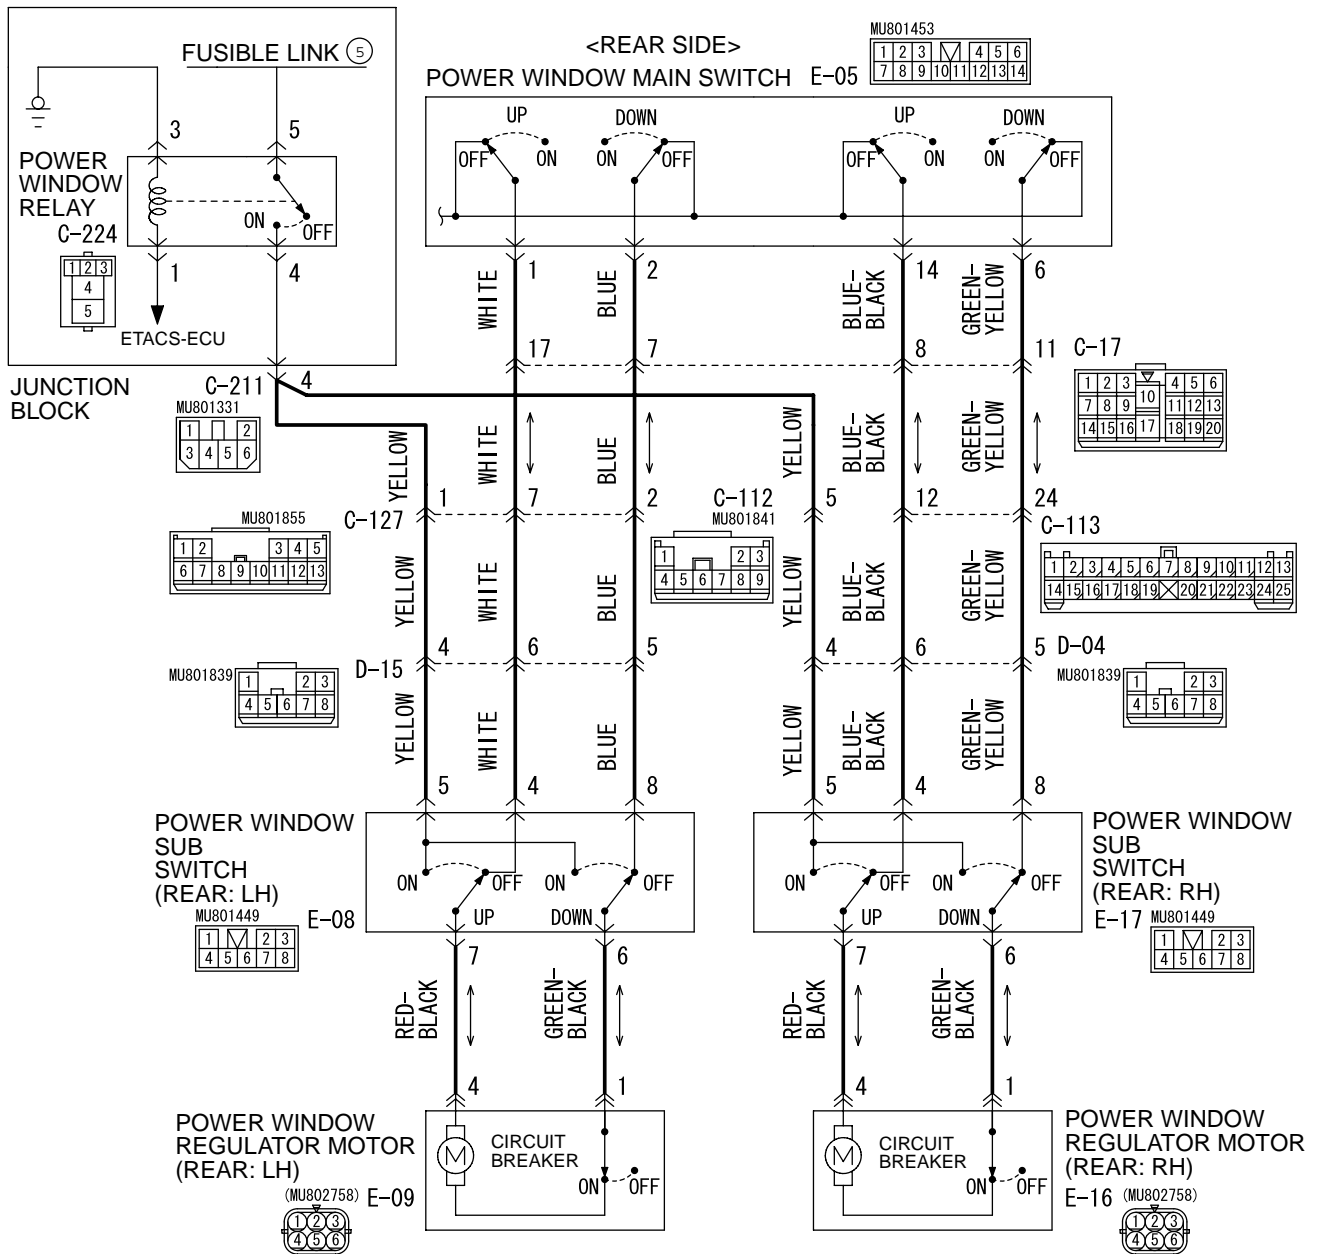 FUSIBLE LINK 5
<REAR SIDE>
POWER WINDOW MAIN SWITCH E-05
MU801453
1 2 3 4 5 6
7 8 9 10 11 12 13 14
UP
DOWN
UP
DOWN
OFF ON
ON OFF
OFF ON
ON OFF
3
5
POWER
WINDOW
RELAY
ON
OFF
C-224
1 2 3
4
5
1
4
ETACS-ECU
JUNCTION
BLOCK
1
2
14
6
WHITE
BLUE
BLUE-
BLACK
GREEN-
YELLOW
17
7
8
11
C-17
1 2 3 4 5 6
7 8 9 10 11 12 13
14 15 16 17 18 19 20
C-211
4
MU801331
1 2
3 4 5 6
YELLOW
WHITE
BLUE
YELLOW
BLUE-
BLACK
GREEN-
YELLOW
C-127
1
7
2
C-112
5
12
24
C-113
MU801855
1 2 3 4 5
6 7 8 9 10 11 12 13
MU801841
1 2 3
4 5 6 7 8 9
1 2 3 4 5 6 7 8 9 10 11 12 13
14 15 16 17 18 19 20 21 22 23 24 25
YELLOW
WHITE
BLUE
YELLOW
BLUE-
BLACK
GREEN-
YELLOW
D-15
4
6
5
4
6
5
D-04
MU801839
1 2 3
4 5 6 7 8
MU801839
1 2 3
4 5 6 7 8
YELLOW
WHITE
BLUE
YELLOW
BLUE-
BLACK
GREEN-
YELLOW
5
4
8
5
4
8
POWER WINDOW
SUB
SWITCH
(REAR: LH)
ON OFF ON OFF
UP DOWN
MU801449
E-08
1 2 3
4 5 6 7 8
POWER WINDOW
SUB
SWITCH
(REAR: RH)
ON OFF ON OFF
UP DOWN
E-17
MU801449
1 2 3
4 5 6 7 8
7
6
7
6
RED-
BLACK
GREEN-
BLACK
RED-
BLACK
GREEN-
BLACK
4
1
4
1
POWER WINDOW
REGULATOR MOTOR
(REAR: LH)
M
CIRCUIT
BREAKER
ON OFF
(MU802758) E-09
1 2 3
4 5 6
POWER WINDOW
REGULATOR MOTOR
(REAR: RH)
M
CIRCUIT
BREAKER
ON OFF
E-16 (MU802758)
1 2 3
4 5 6